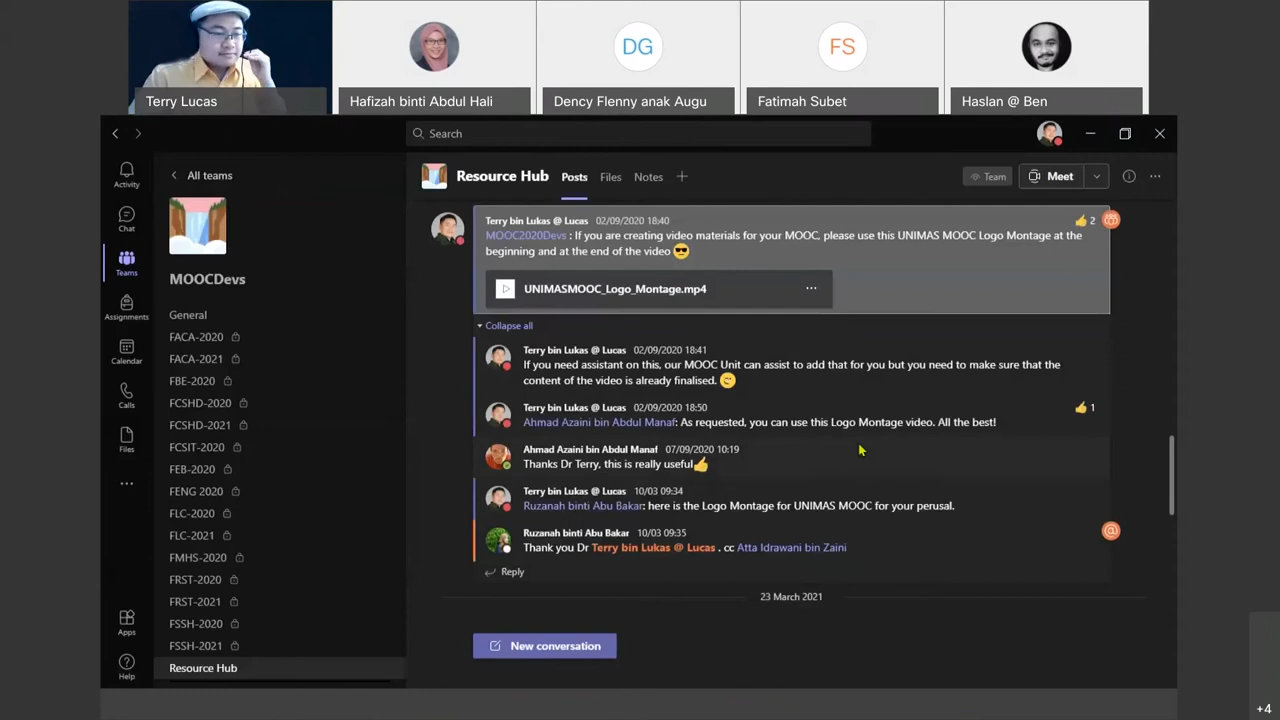 DG
FS
Terry Lucas
Hafizah binti Abdul Hali
Dency Flenny anak Augu
Fatimah Subet
Haslan @ Ben
Search
Activity
Chat
Teams
Assignments
Calendar
Calls
Files
Apps
Help
All teams
MOOCDevs
General
FACA-2020
FACA-2021
FBE-2020
FCSHD-2020
FCSHD-2021
FCSIT-2020
FEB-2020
FENG 2020
FLC-2020
FLC-2021
FMHS-2020
FRST-2020
FRST-2021
FSSH-2020
FSSH-2021
Resource Hub
Resource Hub Posts Files Notes
Team
Meet
Terry bin Lukas @ Lucas 02/09/2020 18:40
2
MOOC2020Devs : If you are creating video materials for your MOOC, please use this UNIMAS MOOC Logo Montage at the
beginning and at the end of the video
UNIMASMOOC_Logo_Montage.mp4
Collapse all
Terry bin Lukas @ Lucas 02/09/2020 18:41
If you need assistant on this, our MOOC Unit can assist to add that for you but you need to make sure that the
content of the video is already finalised.
Terry bin Lukas @ Lucas 02/09/2020 18:50
1
Ahmad Azaini bin Abdul Manaf: As requested, you can use this Logo Montage video. All the best!
Ahmad Azaini bin Abdul Manaf 07/09/2020 10:19
Thanks Dr Terry, this is really useful
Terry bin Lukas @ Lucas 10/03 09:34
Ruzanah binti Abu Bakar: here is the Logo Montage for UNIMAS MOOC for your perusal.
Ruzanah binti Abu Bakar 10/03 09:35
@
Thank you Dr Terry bin Lukas @ Lucas . cc Atta Idrawani bin Zaini
Reply
23 March 2021
New conversation
+4